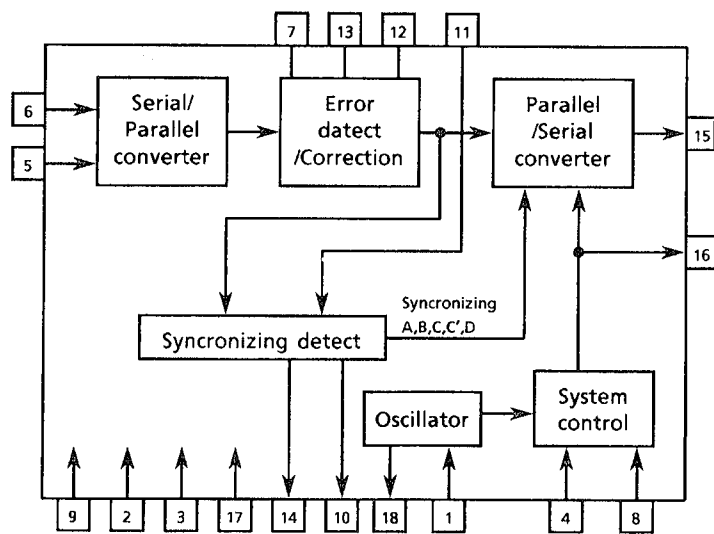 7
13
12
11
6
5
Serial/
Parallel
converter
Error
datect
/Correction
Parallel
/Serial
converter
15
16
Syncronizing
A,B,C,C',D
Syncronizing detect
Oscillator
System
control
9
2
3
17
14
10
18
1
4
8